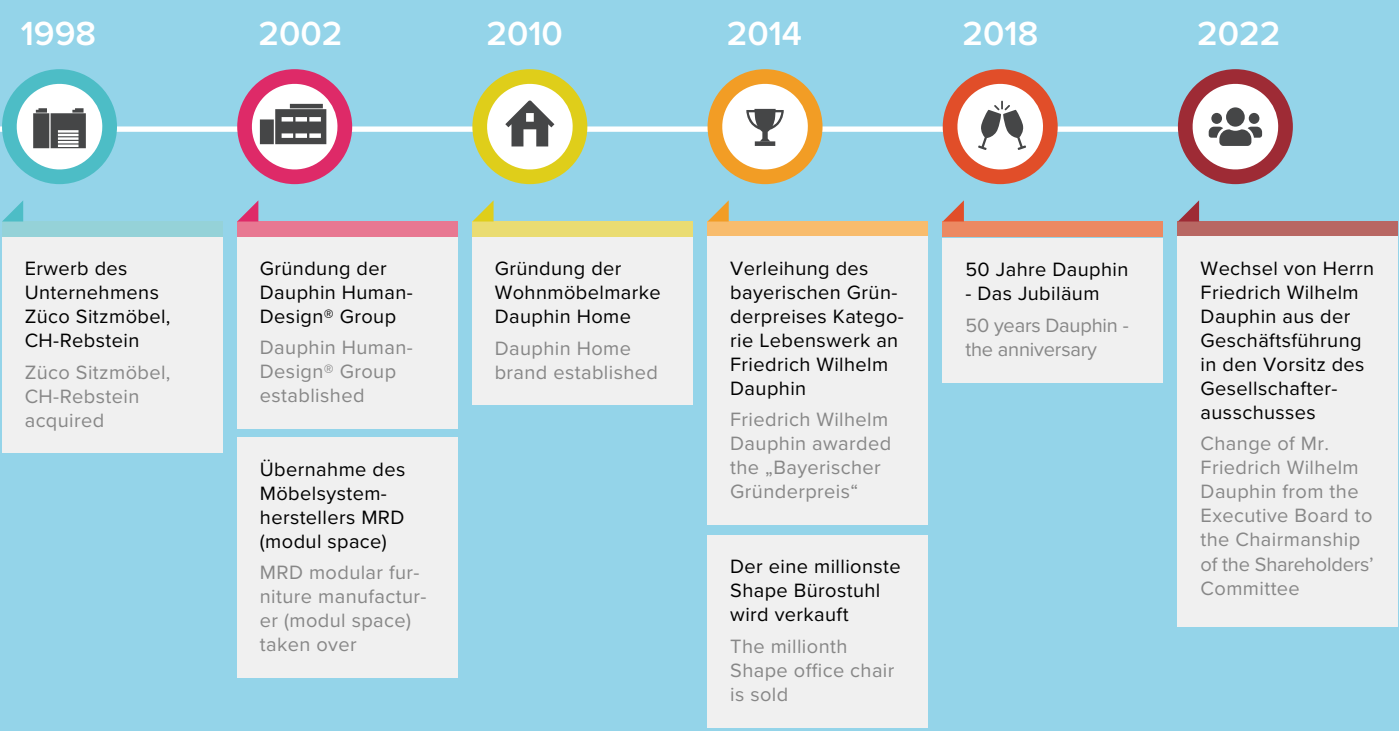 1998
Erwerb des
Unternehmens
Züco Sitzmöbel,
CH-Rebstein
Züco Sitzmöbel,
CH-Rebstein
acquired
2002
Gründung der
Dauphin Human-
Design® Group
Dauphin Human-
Design® Group
established
Übernahme des
Möbelsystem-
herstellers MRD
(modul space)
MRD modular fur-
niture manufactur-
er (modul space)
taken over
2010
Gründung der
Wohnmöbelmarke
Dauphin Home
Dauphin Home
brand established
2014
Verleihung des
bayerischen Grün-
derpreises Katego-
rie Lebenswerk an
Friedrich Wilhelm
Dauphin
Friedrich Wilhelm
Dauphin awarded
the „Bayerischer
Gründerpreis“
Der eine millionste
Shape Bürostuhl
wird verkauft
The millionth
Shape office chair
is sold
2018
50 Jahre Dauphin
- Das Jubiläum
50 years Dauphin -
the anniversary
2022
Wechsel von Herrn
Friedrich Wilhelm
Dauphin aus der
Geschäftsführung
in den Vorsitz des
Gesellschafter-
ausschusses
Change of Mr.
Friedrich Wilhelm
Dauphin from the
Executive Board to
the Chairmanship
of the Shareholders’
Committee